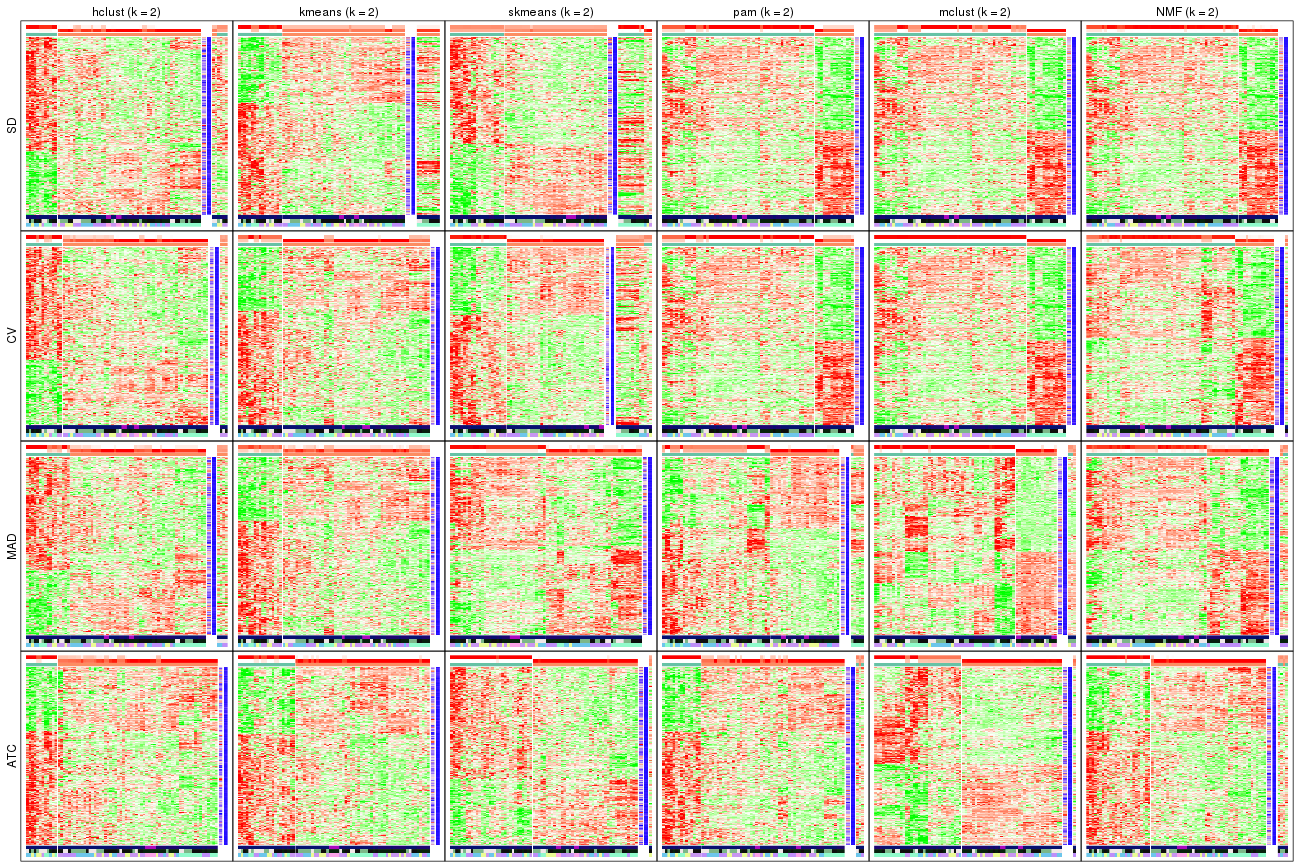 hclust (k = 2) kmeans (k = 2) skmeans (k = 2) pam (k = 2) mclust (k = 2) NMF (k = 2)
SD
CV
MAD
ATC